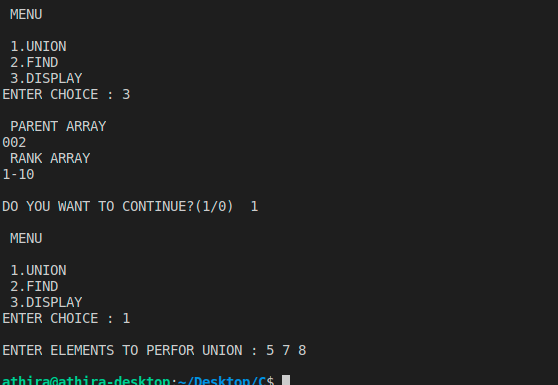 MENU
1.UNION
2.FIND
3.DISPLAY
ENTER CHOICE : 3
PARENT ARRAY
002
RANK ARRAY
1-10
DO YOU WANT TO CONTINUE?(1/0)  1
MENU
1.UNION
2.FIND
3.DISPLAY
ENTER CHOICE : 1
ENTER ELEMENTS TO PERFOR UNION : 5 7 8
athira@athira-desktop:~/Desktop/C$